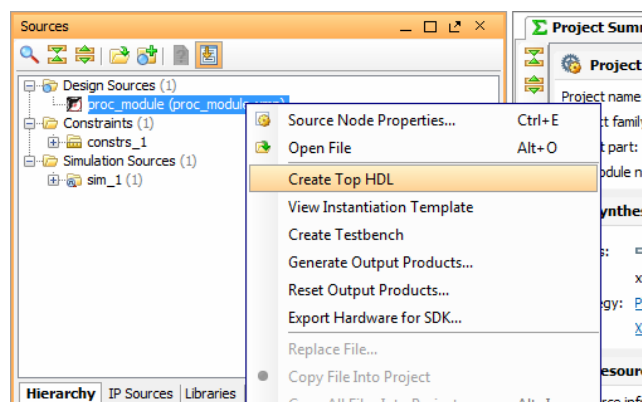 Sources
Design Sources (1)
proc_module (proc_module
Constraints (1)
constrs_1
Simulation Sources (1)
sim_1 (1)
Hierarchy IP Sources Libraries
Source Node Properties... Ctrl+E
Open File Alt+O
Create Top HDL
View Instantiation Template
Create Testbench
Generate Output Products...
Reset Output Products...
Export Hardware for SDK...
Replace File...
Copy File Into Project
Σ Project Sum
Project
Project name
t family
t part:
dule n
ynthes
s:
egy:
esour